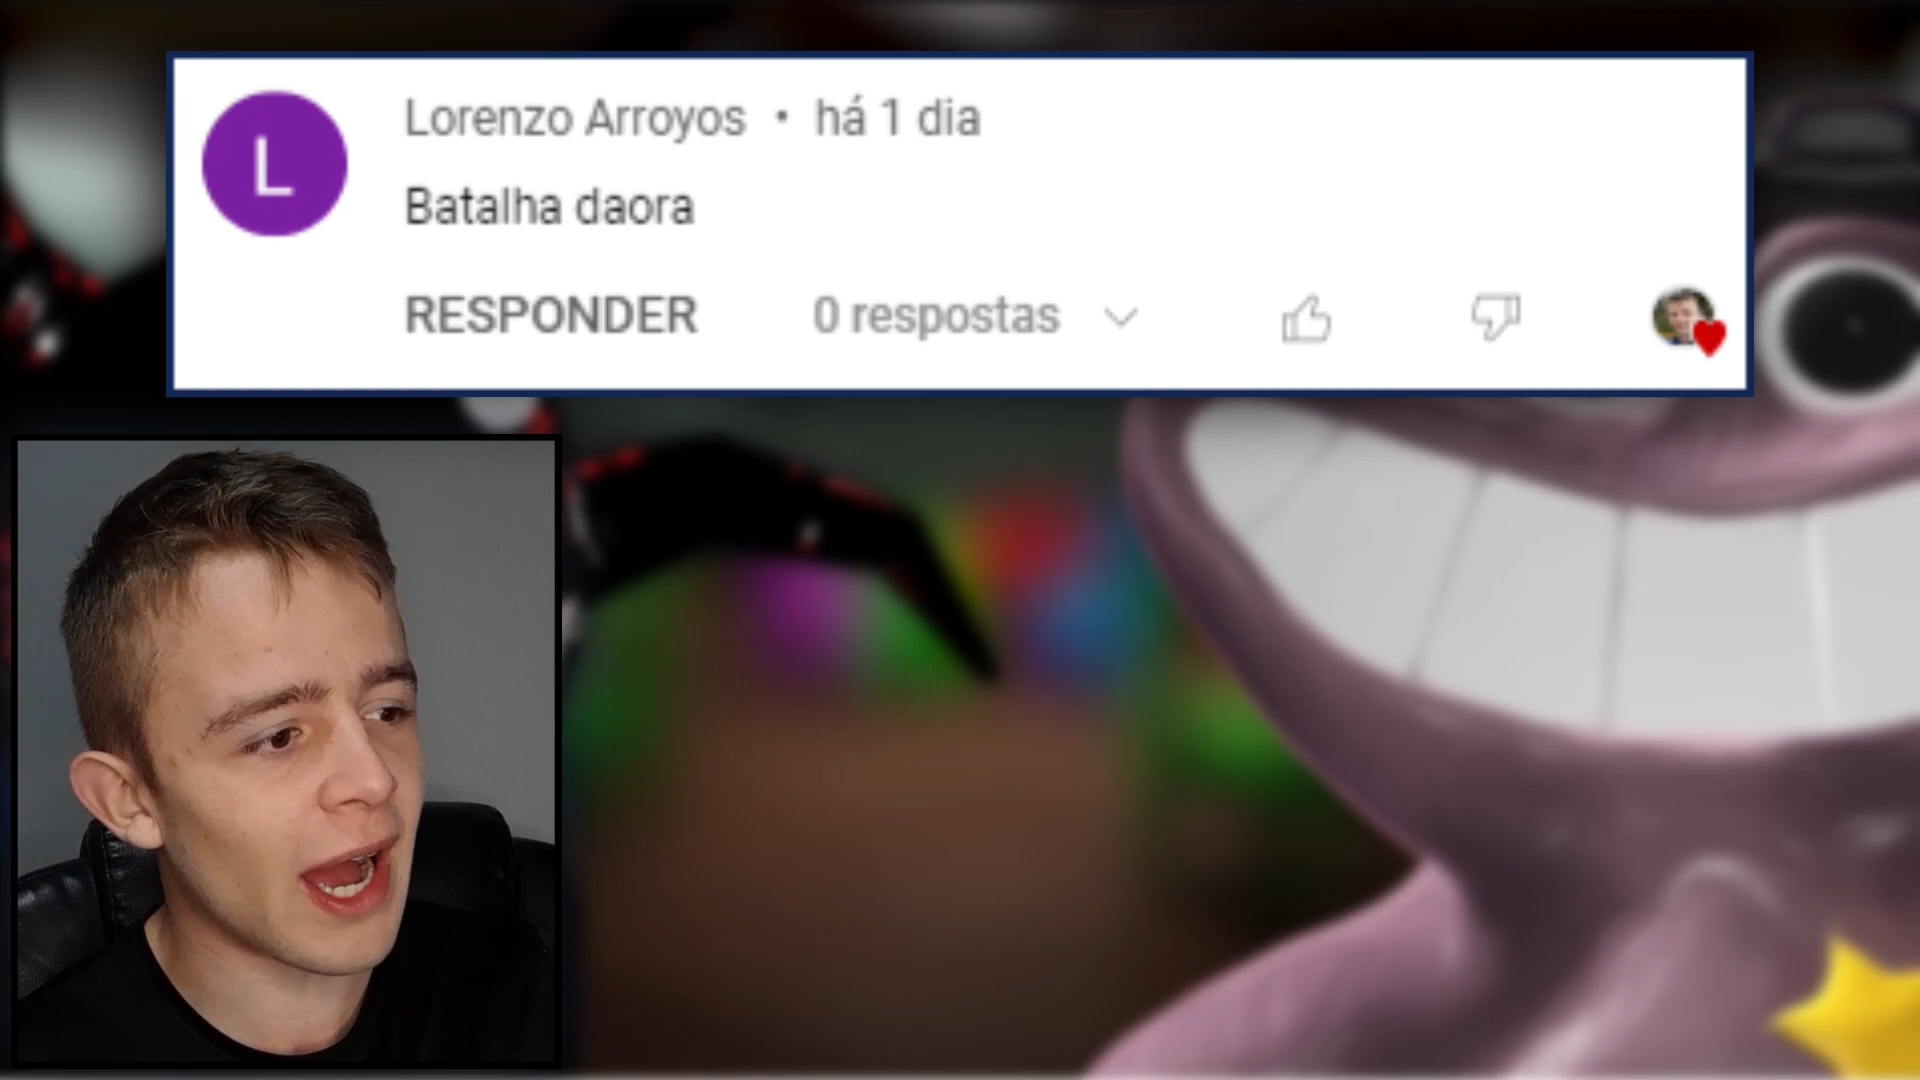 L
Lorenzo Arroyos • há 1 dia
Batalha daora
RESPONDER 0 respostas